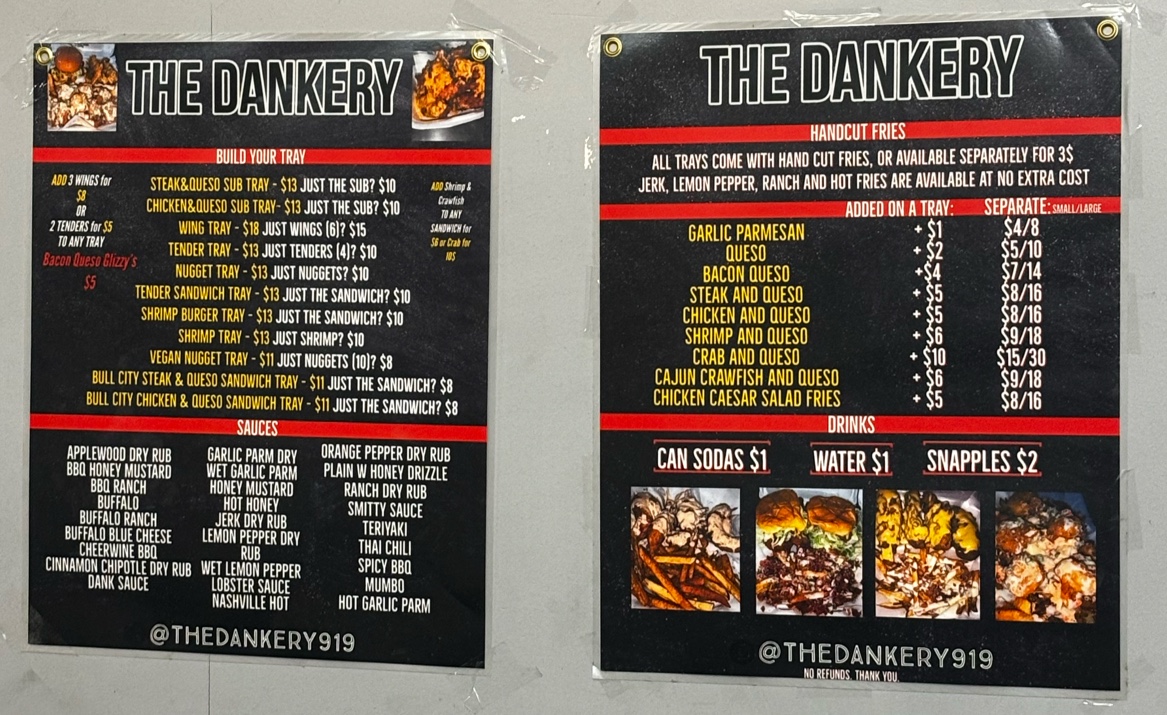 THE DANKERY
BUILD YOUR TRAY
ADD 3 WINGS for
$8
OR
2 TENDERS for $5
TO ANY TRAY
Bacon Queso Glizzy's
$5
STEAK&QUESO SUB TRAY - $13 JUST THE SUB? $10
CHICKEN&QUESO SUB TRAY- $13 JUST THE SUB? $10
WING TRAY - $18 JUST WINGS (6)? $15
TENDER TRAY - $13 JUST TENDERS (4)? $10
NUGGET TRAY - $13 JUST NUGGETS? $10
TENDER SANDWICH TRAY - $13 JUST THE SANDWICH? $10
SHRIMP BURGER TRAY - $13 JUST THE SANDWICH? $10
SHRIMP TRAY - $13 JUST SHRIMP? $10
VEGAN NUGGET TRAY - $11 JUST NUGGETS (10)? $8
BULL CITY STEAK & QUESO SANDWICH TRAY - $11 JUST THE SANDWICH? $8
BULL CITY CHICKEN & QUESO SANDWICH TRAY - $11 JUST THE SANDWICH? $8
ADD Shrimp &
Crawfish
TO ANY
SANDWICH for
$6 or Crab for
10$
SAUCES
APPLEWOOD DRY RUB
BBQ HONEY MUSTARD
BBQ RANCH
BUFFALO
BUFFALO RANCH
BUFFALO BLUE CHEESE
CHEERWINE BBQ
CINNAMON CHIPOTLE DRY RUB
DANK SAUCE
GARLIC PARM DRY
WET GARLIC PARM
HONEY MUSTARD
HOT HONEY
JERK DRY RUB
LEMON PEPPER DRY
RUB
WET LEMON PEPPER
LOBSTER SAUCE
NASHVILLE HOT
ORANGE PEPPER DRY RUB
PLAIN W HONEY DRIZZLE
RANCH DRY RUB
SMITTY SAUCE
TERIYAKI
THAI CHILI
SPICY BBQ
MUMBO
HOT GARLIC PARM
@THEDANKERY919
THE DANKERY
HANDCUT FRIES
ALL TRAYS COME WITH HAND CUT FRIES, OR AVAILABLE SEPARATELY FOR 3$
JERK, LEMON PEPPER, RANCH AND HOT FRIES ARE AVAILABLE AT NO EXTRA COST
ADDED ON A TRAY: SEPARATE: SMALL/LARGE
GARLIC PARMESAN + $1 $4/8
QUESO + $2 $5/10
BACON QUESO +$4 $7/14
STEAK AND QUESO + $5 $8/16
CHICKEN AND QUESO + $5 $8/16
SHRIMP AND QUESO + $6 $9/18
CRAB AND QUESO + $10 $15/30
CAJUN CRAWFISH AND QUESO + $6 $9/18
CHICKEN CAESAR SALAD FRIES + $5 $8/16
DRINKS
CAN SODAS $1 WATER $1 SNAPPLES $2
@THEDANKERY919
NO REFUNDS. THANK YOU.